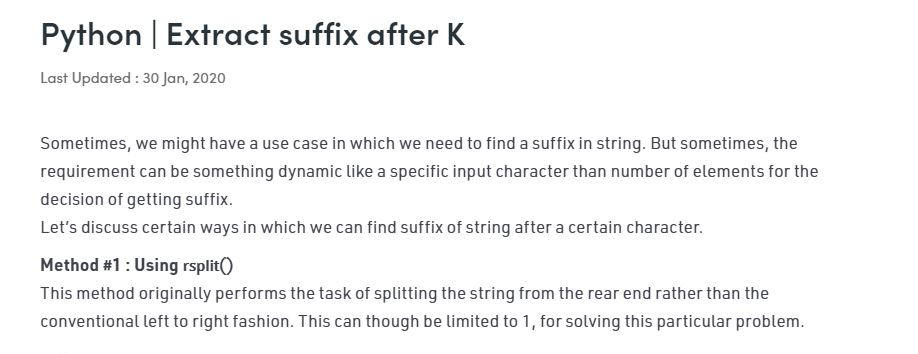 Python | Extract suffix after K
Last Updated : 30 Jan, 2020
Sometimes, we might have a use case in which we need to find a suffix in string. But sometimes, the
requirement can be something dynamic like a specific input character than number of elements for the
decision of getting suffix.
Let’s discuss certain ways in which we can find suffix of string after a certain character.
Method #1 : Using rsplit()
This method originally performs the task of splitting the string from the rear end rather than the
conventional left to right fashion. This can though be limited to 1, for solving this particular problem.